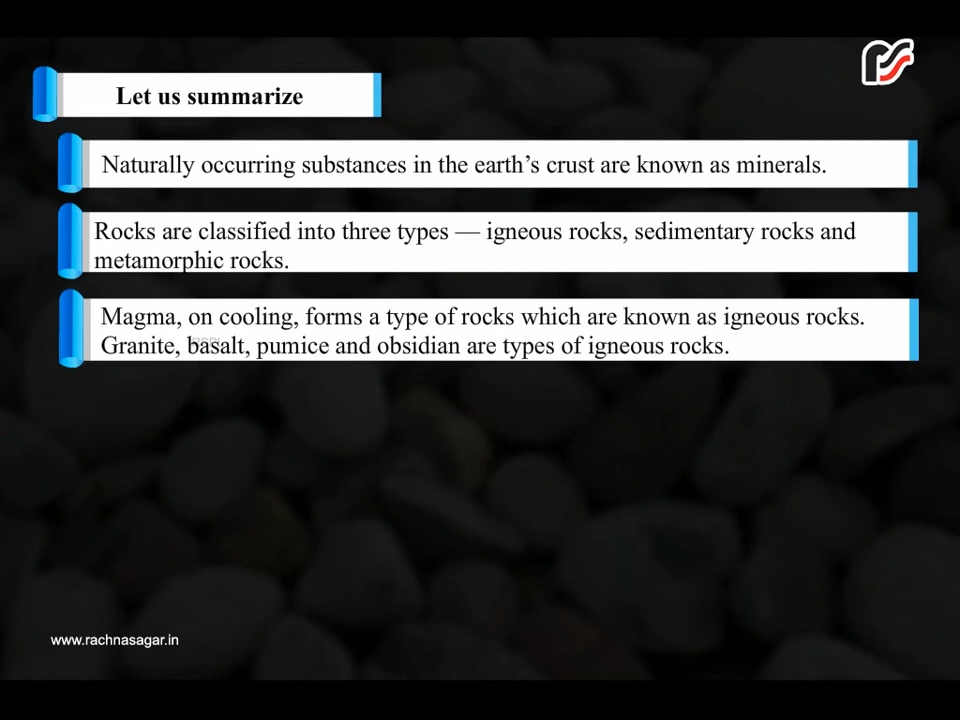 Let us summarize
Naturally occurring substances in the earth’s crust are known as minerals.
Rocks are classified into three types — igneous rocks, sedimentary rocks and
metamorphic rocks.
Magma, on cooling, forms a type of rocks which are known as igneous rocks.
Granite, basalt, pumice and obsidian are types of igneous rocks.
www.rachnasagar.in